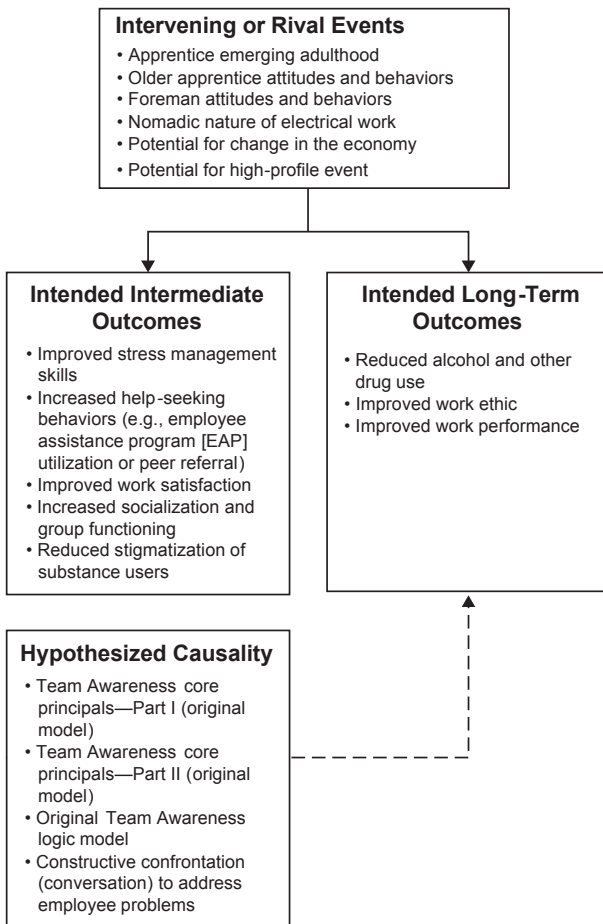 Intervening or Rival Events
• Apprentice emerging adulthood
• Older apprentice attitudes and behaviors
• Foreman attitudes and behaviors
• Nomadic nature of electrical work
• Potential for change in the economy
• Potential for high-profile event
Intended Intermediate
Outcomes
• Improved stress management
skills
• Increased help-seeking
behaviors (e.g., employee
assistance program [EAP]
utilization or peer referral)
• Improved work satisfaction
• Increased socialization and
group functioning
• Reduced stigmatization of
substance users
Intended Long-Term
Outcomes
• Reduced alcohol and other
drug use
• Improved work ethic
• Improved work performance
Hypothesized Causality
• Team Awareness core
principals—Part I (original
model)
• Team Awareness core
principals—Part II (original
model)
• Original Team Awareness
logic model
• Constructive confrontation
(conversation) to address
employee problems